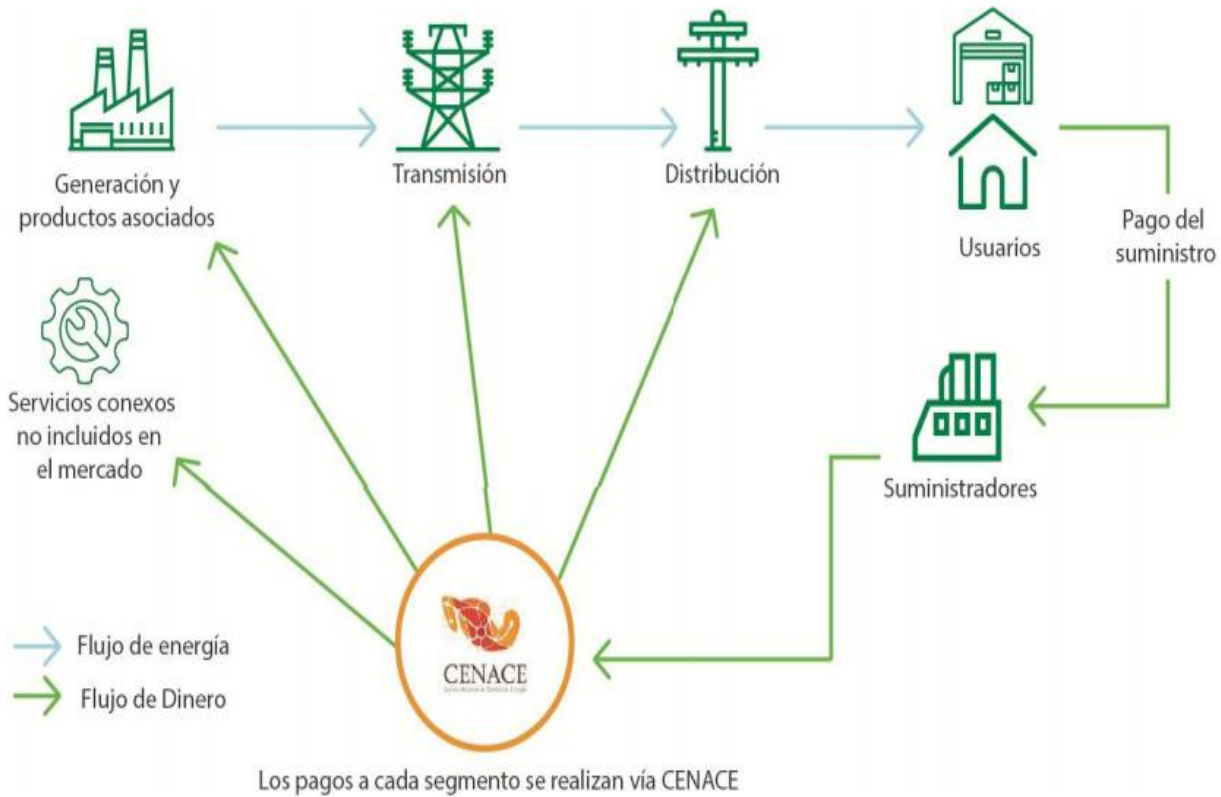 Generación y
productos asociados
Transmisión
Distribución
Usuarios
Pago del
suministro
Servicios conexos
no incluidos en
el mercado
Suministradores
CENACE
Flujo de energía
Flujo de Dinero
Los pagos a cada segmento se realizan vía CENACE